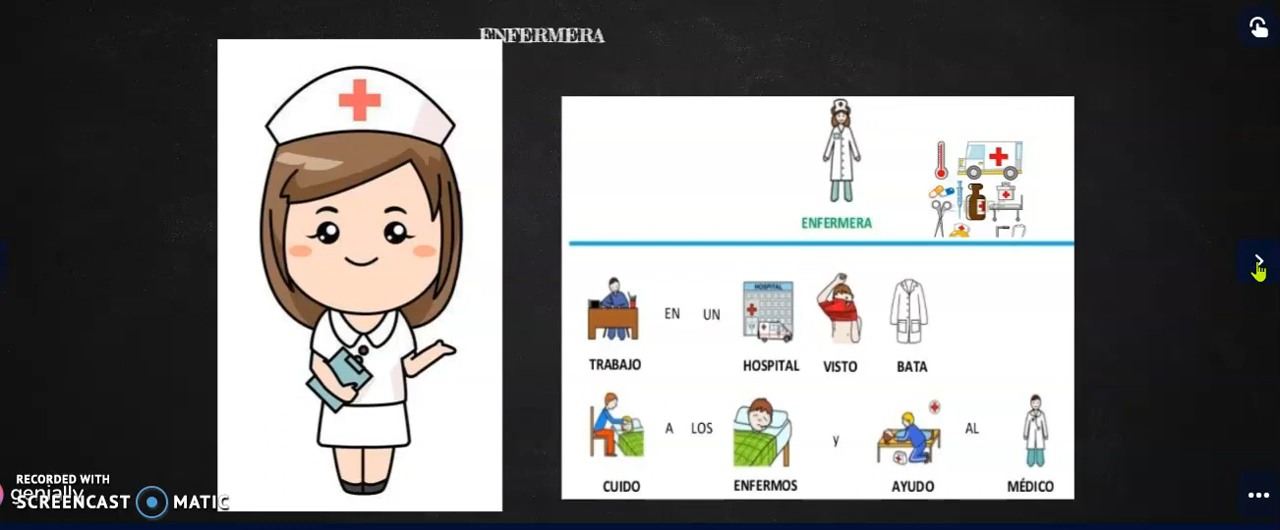 ENFERMERA
ENFERMERA
EN UN
HOSPITAL
TRABAJO HOSPITAL VISTO BATA
A LOS y AL
CUIDO ENFERMOS AYUDO MÉDICO
RECORDED WITH
genially
SCREENCAST MATIC